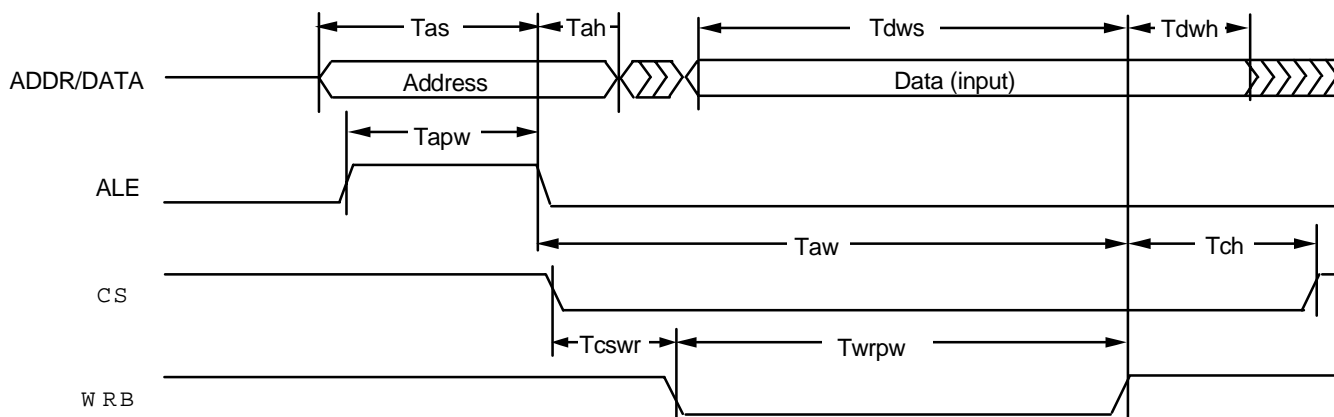 Tas Tah Tdws Tdwh
ADDR/DATA Address Data (input)
Tapw
ALE
Taw Tch
CS
Tcswr Twrpw
WRB